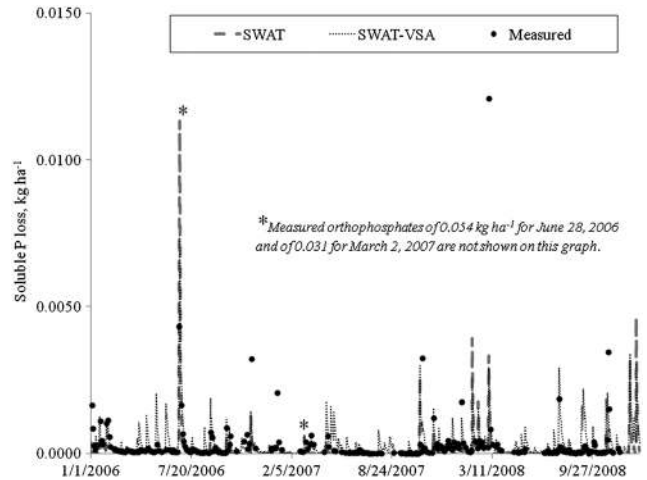 0.0150
SWAT
SWAT-VSA
Measured
*
0.0100
Soluble P loss, kg ha-1
*Measured orthophosphates of 0.054 kg ha-1 for June 28, 2006
and of 0.031 for March 2, 2007 are not shown on this graph.
0.0050
*
0.0000
1/1/2006
7/20/2006
2/5/2007
8/24/2007
3/11/2008
9/27/2008